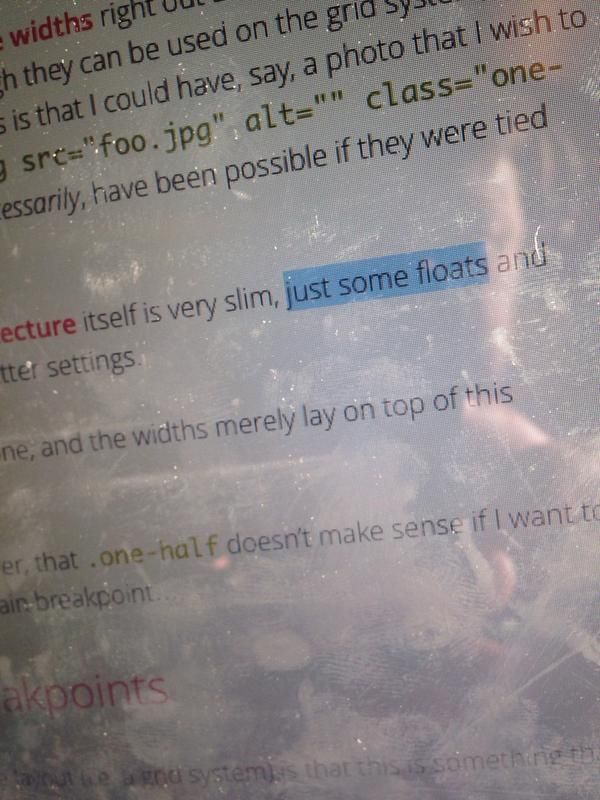 widths right out
they can be used on the grid
is that I could have, say, a photo that I wish to
src="foo.jpg" alt="" class="one-
essarily, have been possible if they were tied
ecture itself is very slim, just some floats and
tter settings.
ne, and the widths merely lay on top of this
er, that .one-half doesn't make sense if I want to
ain breakpoint…
akpoints
layout (i.e. a grid system) is that this is something th